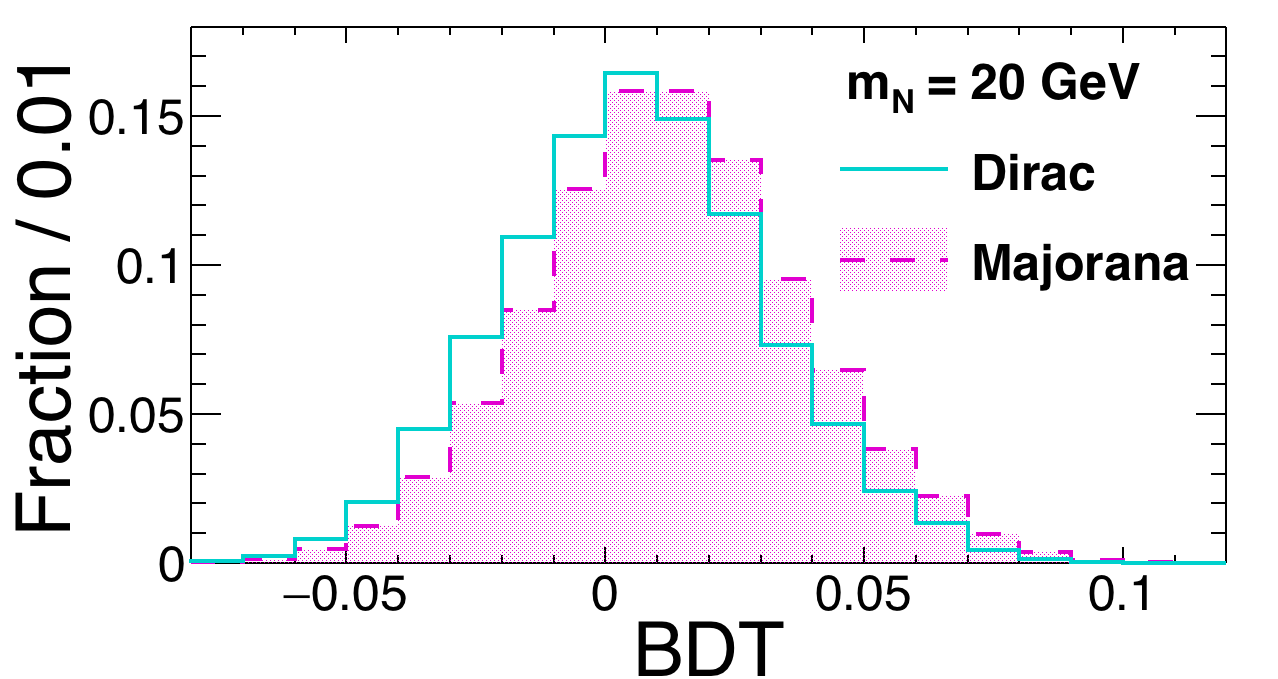 Fraction / 0.01
0.15
0.1
0.05
0
m_N = 20 GeV
Dirac
Majorana
−0.05 0 0.05 0.1
BDT